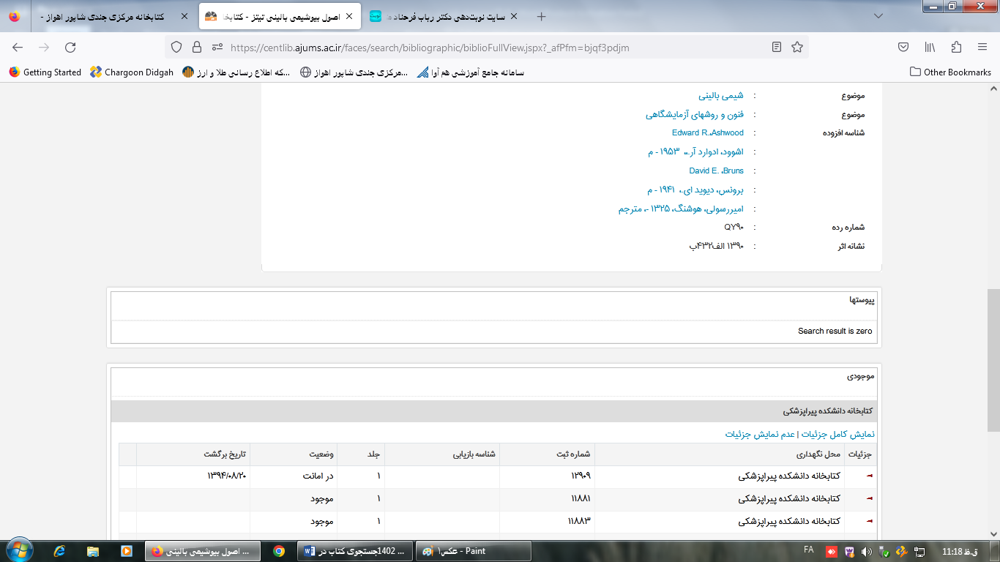 کتابخانه مرکزی جندی شاپور اهواز -
اصول بیوشیمی بالینی تیتز - کتابخ
سایت نوبت‌دهی دکتر رباب فرحناد
https://centlib.ajums.ac.ir/faces/search/bibliographic/biblioFullView.jspx?_afPfm=bjqf3pdjm
Getting Started
Chargoon Didgah
که اطلاع رسانی طلا و ارز...
مرکزی جندی شاپور اهواز...
سامانه جامع آموزشی هم آوا
Other Bookmarks
موضوع : شیمی بالینی
موضوع : فنون و روشهای آزمایشگاهی
شناسه افزوده : Edward R.،Ashwood
: اشوود، ادوارد آر.،، ۱۹۵۳ - م
: David E. ،Bruns
: برونس، دیوید ای.، ۱۹۴۱ - م
: امیررسولی، هوشنگ، ۱۳۲۵ -، مترجم
شماره رده : QY۹۰
نشانه اثر : ۱۳۹۰ الف۴۳۲ب
پیوستها
Search result is zero
موجودی
کتابخانه دانشکده پیراپزشکی
نمایش کامل جزئیات | عدم نمایش جزئیات
جزئیات محل نگهداری شماره ثبت شناسه بازیابی جلد وضعیت تاریخ برگشت
کتابخانه دانشکده پیراپزشکی ۱۲۹۰۹ ۱ در امانت ۱۳۹۴/۰۸/۲۰
کتابخانه دانشکده پیراپزشکی ۱۱۸۸۱ ۱ موجود
کتابخانه دانشکده پیراپزشکی ۱۱۸۸۳ ۱ موجود
اصول بیوشیمی بالینی ...
1402جستجوی کتاب در ...
عکس۱ - Paint
FA
11:18 ق.ظ